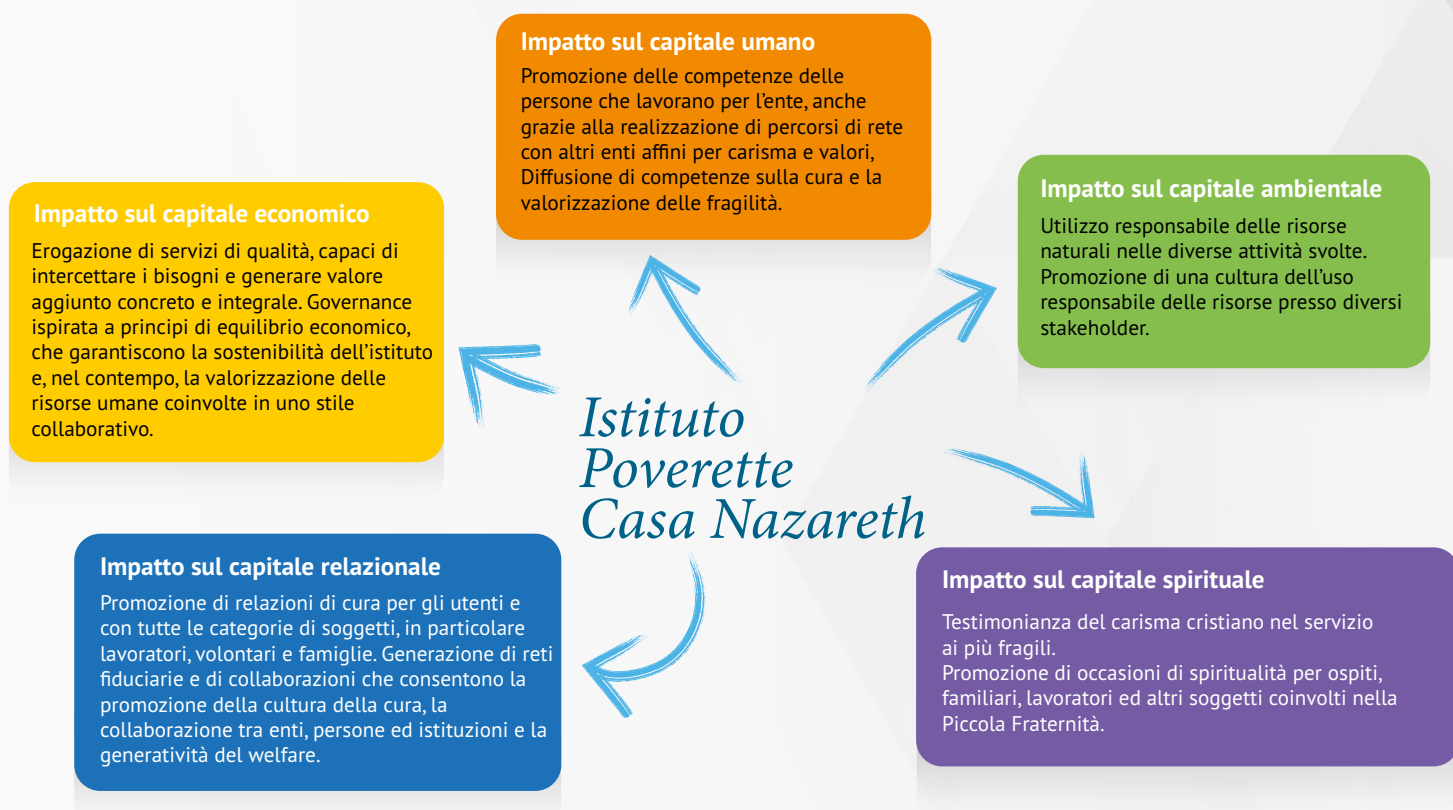 Impatto sul capitale umano
Promozione delle competenze delle
persone che lavorano per l'ente, anche
grazie alla realizzazione di percorsi di rete
con altri enti affini per carisma e valori,
Diffusione di competenze sulla cura e la
valorizzazione delle fragilità.
Impatto sul capitale ambientale
Utilizzo responsabile delle risorse
naturali nelle diverse attività svolte.
Promozione di una cultura dell'uso
responsabile delle risorse presso diversi
stakeholder.
Impatto sul capitale economico
Erogazione di servizi di qualità, capaci di
intercettare i bisogni e generare valore
aggiunto concreto e integrale. Governance
ispirata a principi di equilibrio economico,
che garantiscono la sostenibilità dell'istituto
e, nel contempo, la valorizzazione delle
risorse umane coinvolte in uno stile
collaborativo.
Istituto
Poverette
Casa Nazareth
Impatto sul capitale relazionale
Promozione di relazioni di cura per gli utenti e
con tutte le categorie di soggetti, in particolare
lavoratori, volontari e famiglie. Generazione di reti
fiduciarie e di collaborazioni che consentono la
promozione della cultura della cura, la
collaborazione tra enti, persone ed istituzioni e la
generatività del welfare.
Impatto sul capitale spirituale
Testimonianza del carisma cristiano nel servizio
ai più fragili.
Promozione di occasioni di spiritualità per ospiti,
familiari, lavoratori ed altri soggetti coinvolti nella
Piccola Fraternità.